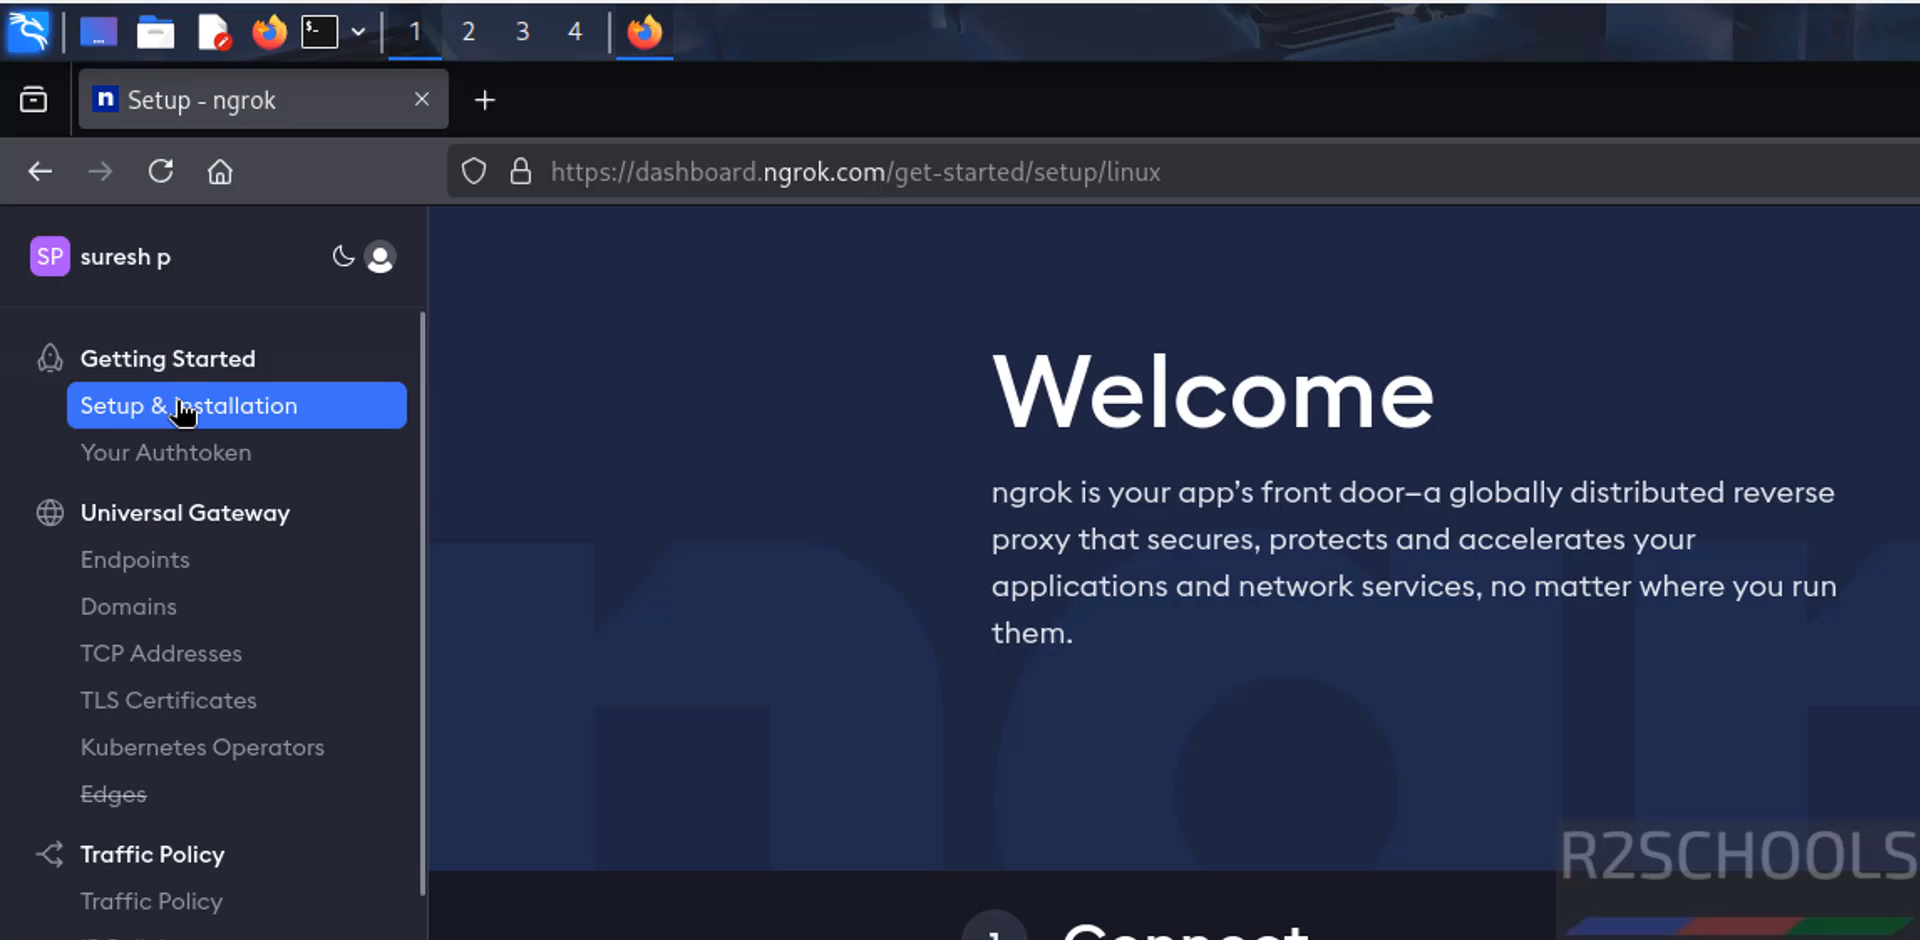 1 2 3 4
n Setup - ngrok
https://dashboard.ngrok.com/get-started/setup/linux
SP suresh p
Getting Started
Setup & Installation
Your Authtoken
Universal Gateway
Endpoints
Domains
TCP Addresses
TLS Certificates
Kubernetes Operators
Edges
Traffic Policy
Traffic Policy
Welcome
ngrok is your app's front door—a globally distributed reverse
proxy that secures, protects and accelerates your
applications and network services, no matter where you run
them.
1 Connect
R2SCHOOLS